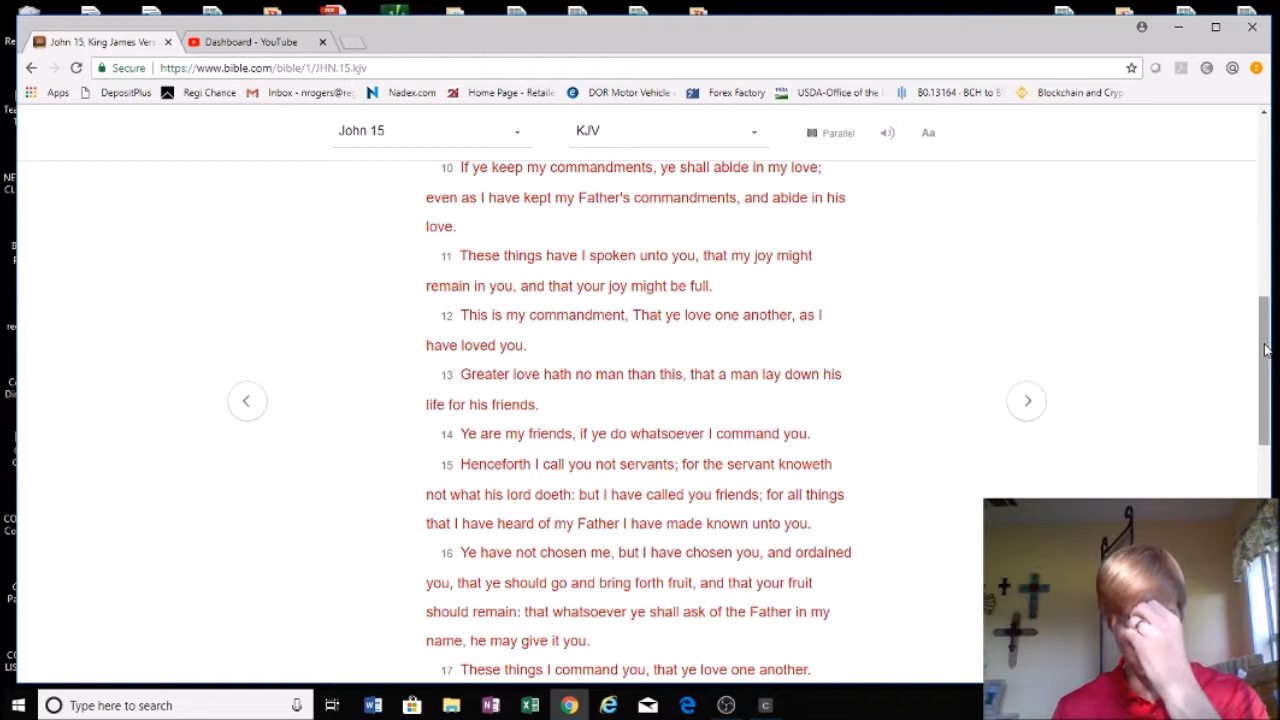 John 15, King James Vers
Dashboard - YouTube
Secure
https://www.bible.com/bible/1/JHN.15.kjv
Apps
DepositPlus
Regi Chance
Inbox - nrogers@re
Nadex.com
Home Page - Retaile
DOR Motor Vehicle
Forex Factory
USDA-Office of the
B0.13164 - BCH to B
Blockchain and Cryp
John 15
KJV
Parallel
Aa
10 If ye keep my commandments, ye shall abide in my love;
even as I have kept my Father's commandments, and abide in his
love.
11 These things have I spoken unto you, that my joy might
remain in you, and that your joy might be full.
12 This is my commandment, That ye love one another, as I
have loved you.
13 Greater love hath no man than this, that a man lay down his
life for his friends.
14 Ye are my friends, if ye do whatsoever I command you.
15 Henceforth I call you not servants; for the servant knoweth
not what his lord doeth: but I have called you friends; for all things
that I have heard of my Father I have made known unto you.
16 Ye have not chosen me, but I have chosen you, and ordained
you, that ye should go and bring forth fruit, and that your fruit
should remain: that whatsoever ye shall ask of the Father in my
name, he may give it you.
17 These things I command you, that ye love one another.
Type here to search